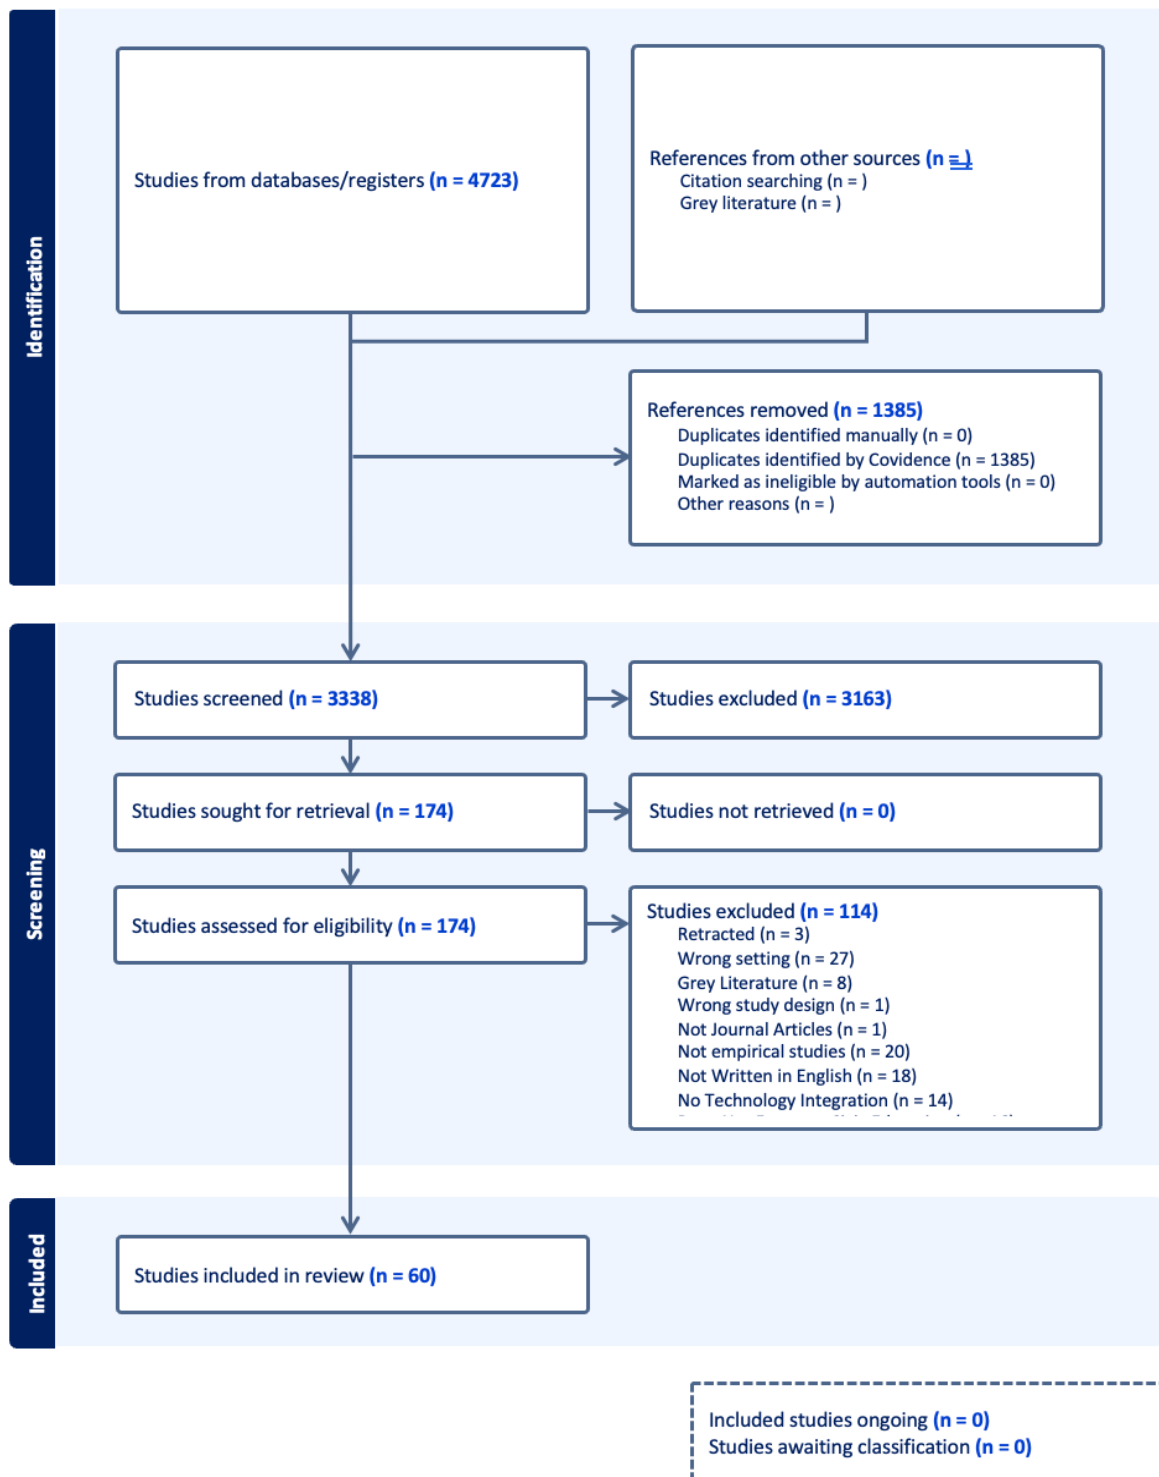 Identification
Studies from databases/registers (n = 4723)
References from other sources (n = )
Citation searching (n = )
Grey literature (n = )
References removed (n = 1385)
Duplicates identified manually (n = 0)
Duplicates identified by Covidence (n = 1385)
Marked as ineligible by automation tools (n = 0)
Other reasons (n = )
Screening
Studies screened (n = 3338)
Studies excluded (n = 3163)
Studies sought for retrieval (n = 174)
Studies not retrieved (n = 0)
Studies assessed for eligibility (n = 174)
Studies excluded (n = 114)
Retracted (n = 3)
Wrong setting (n = 27)
Grey Literature (n = 8)
Wrong study design (n = 1)
Not Journal Articles (n = 1)
Not empirical studies (n = 20)
Not Written in English (n = 18)
No Technology Integration (n = 14)
Included
Studies included in review (n = 60)
Included studies ongoing (n = 0)
Studies awaiting classification (n = 0)